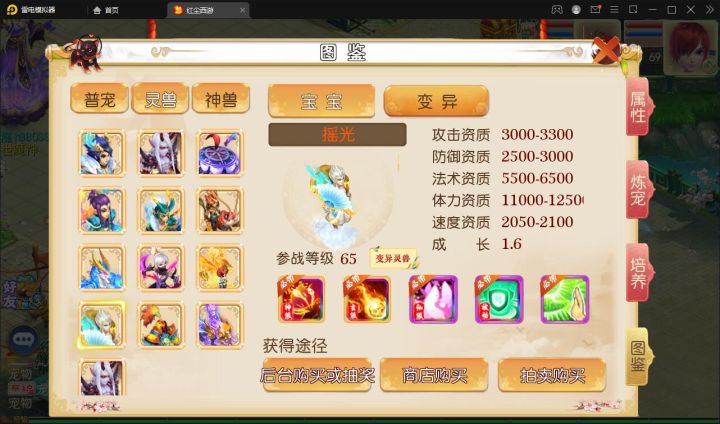 雷电模拟器
首页
红尘西游
图鉴
69
普宠
灵兽
神兽
宝宝
变异
属性
摇光
攻击资质 3000-3300
防御资质 2500-3000
法术资质 5500-6500
体力资质 11000-1250
速度资质 2050-2100
成长 1.6
炼宠
参战等级 65
变异灵兽
培养
好友
获得途径
图鉴
后台购买或抽奖
商店购买
拍卖购买
宠物
宠物